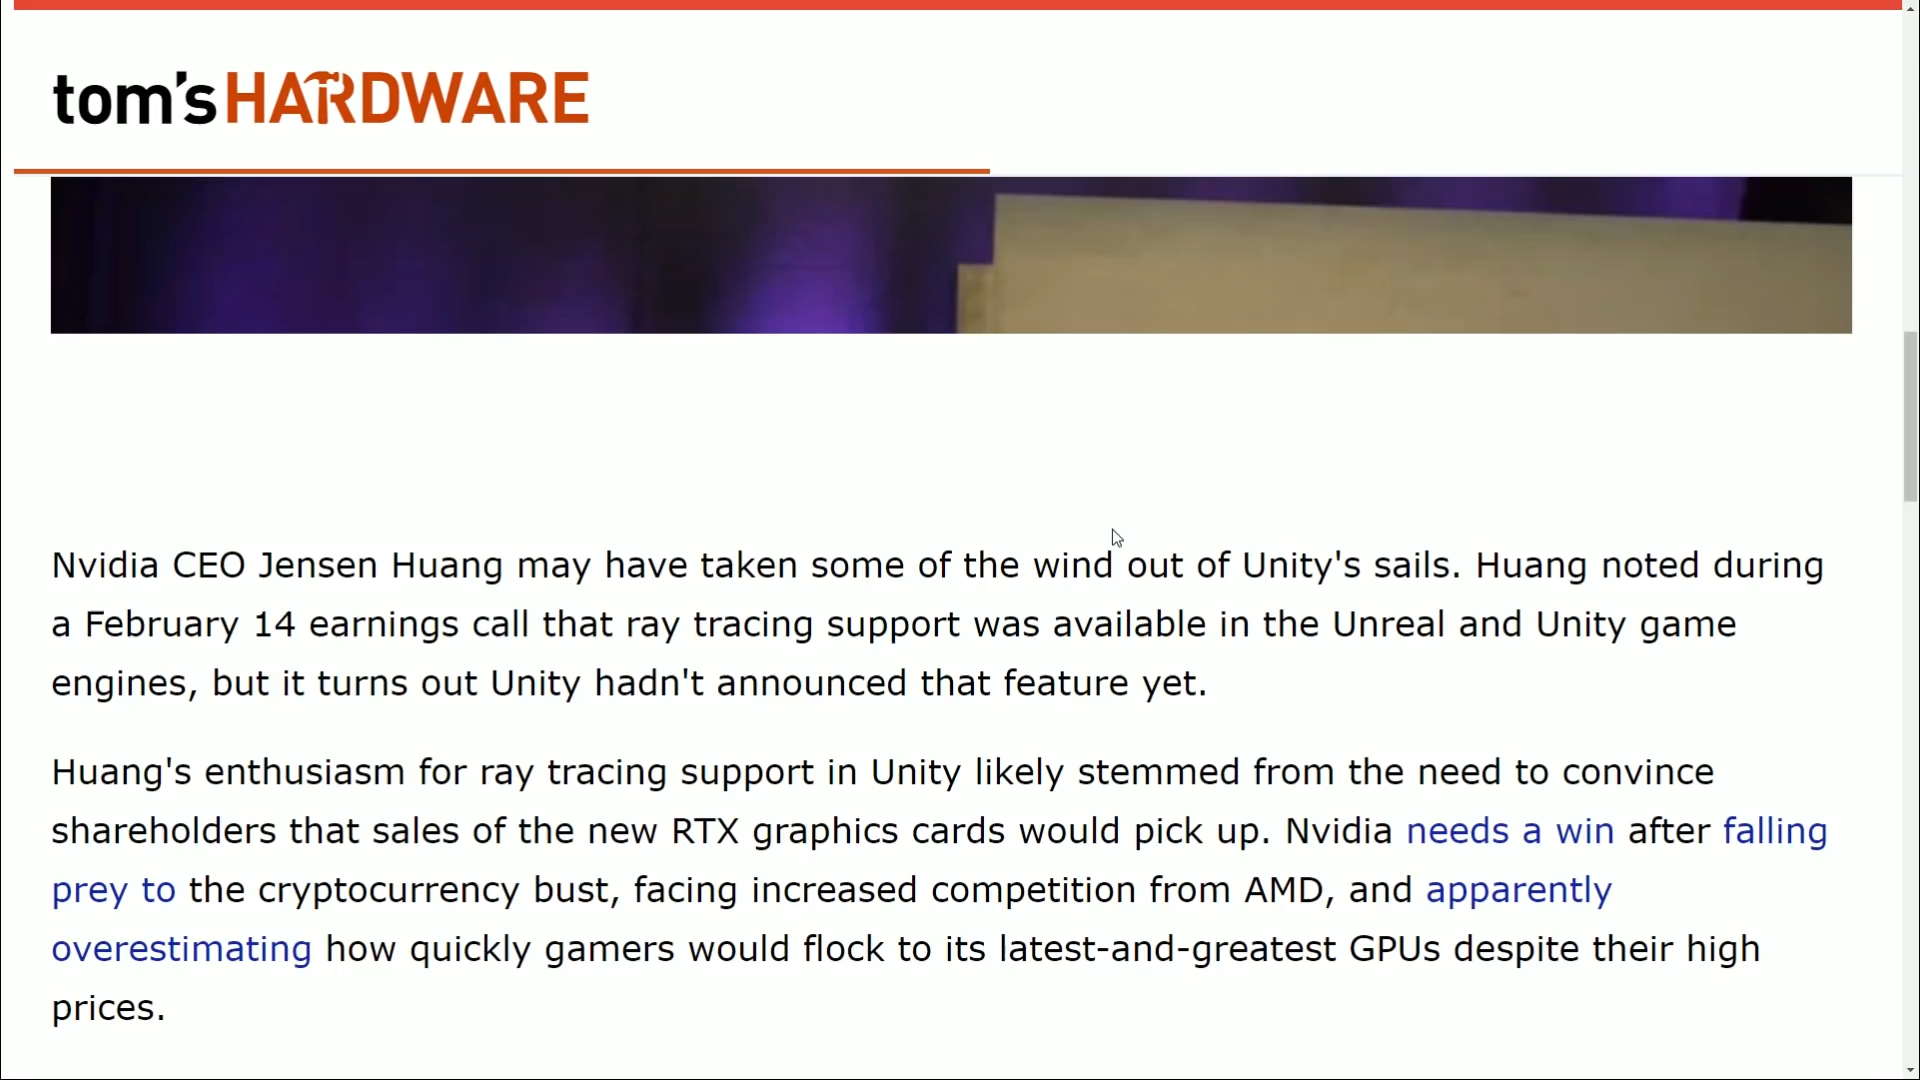 tom's HARDWARE
Nvidia CEO Jensen Huang may have taken some of the wind out of Unity's sails. Huang noted during
a February 14 earnings call that ray tracing support was available in the Unreal and Unity game
engines, but it turns out Unity hadn't announced that feature yet.
Huang's enthusiasm for ray tracing support in Unity likely stemmed from the need to convince
shareholders that sales of the new RTX graphics cards would pick up. Nvidia needs a win after falling
prey to the cryptocurrency bust, facing increased competition from AMD, and apparently
overestimating how quickly gamers would flock to its latest-and-greatest GPUs despite their high
prices.